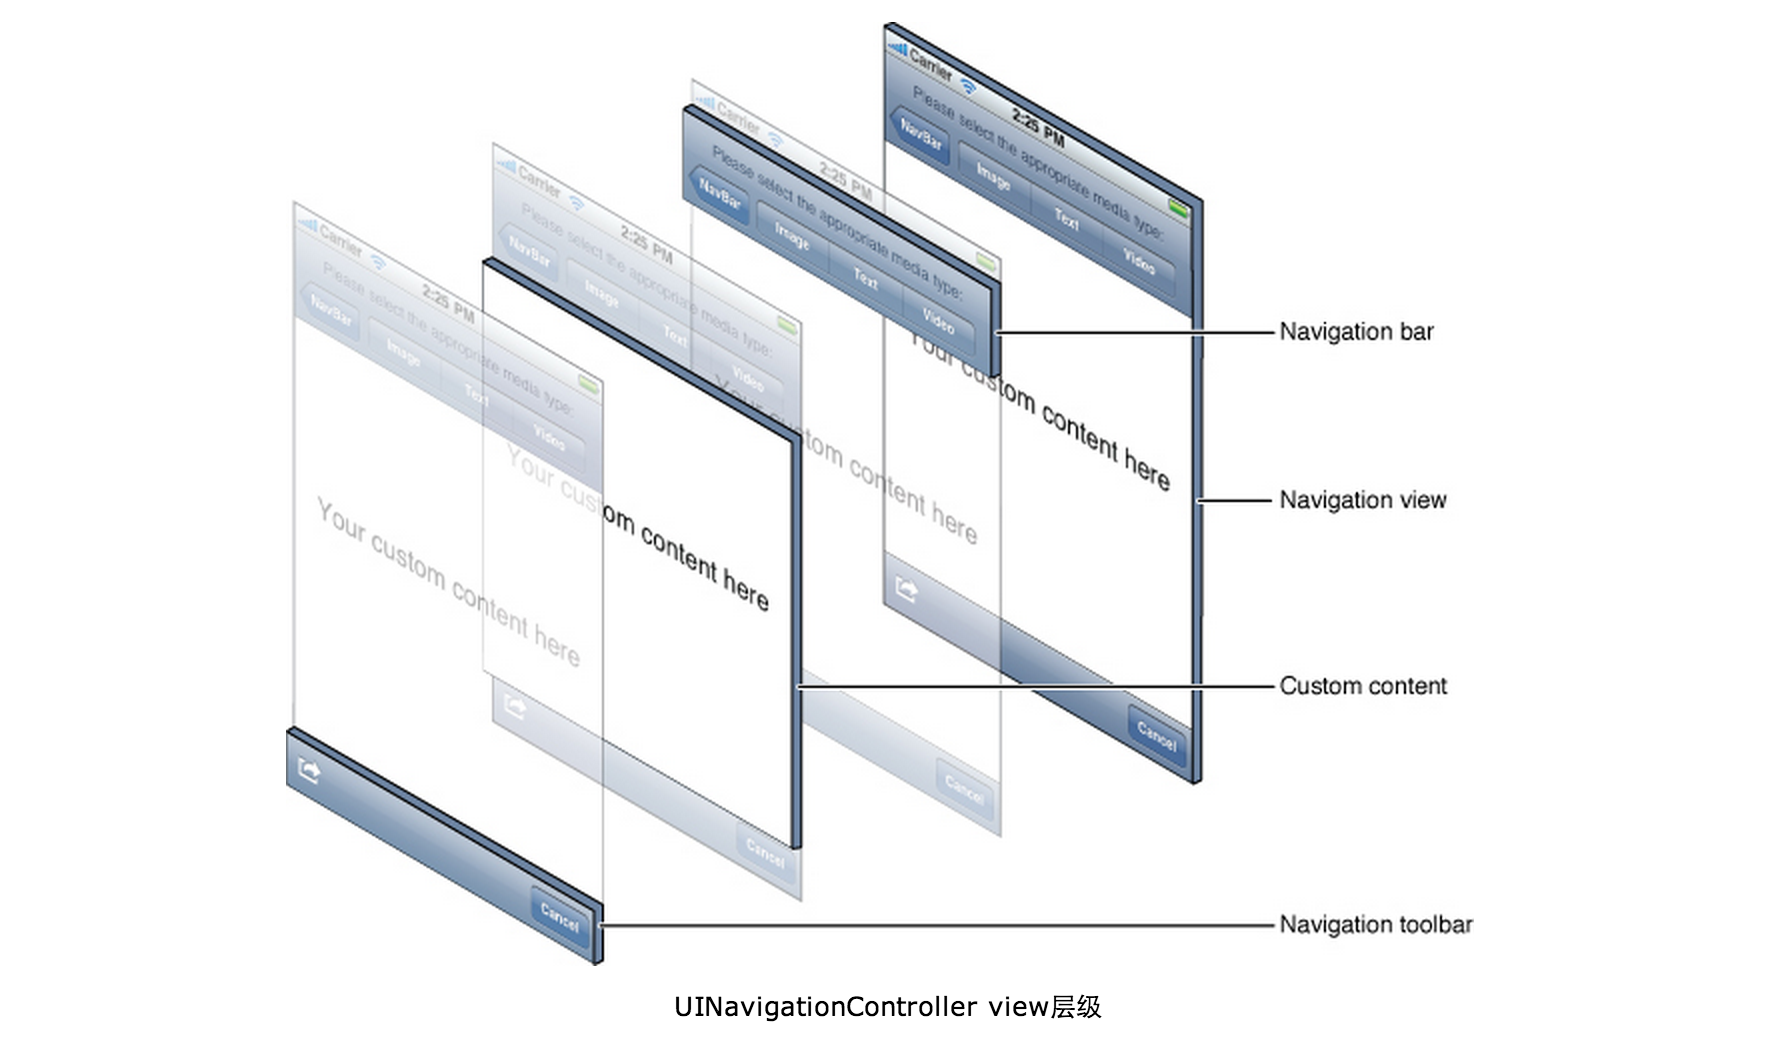 Carrier
2:25 PM
Please select the appropriate media type:
NavBar
Image
Text
Video
Your custom content here
Cancel
Carrier
2:25 PM
Please select the appropriate media type:
NavBar
Image
Text
Video
Your custom content here
Cancel
Carrier
2:25 PM
Please select the appropriate media type:
NavBar
Image
Text
Video
Your custom content here
Cancel
Carrier
2:25 PM
Please select the appropriate media type:
NavBar
Image
Text
Video
Your custom content here
Cancel
Navigation bar
Navigation view
Custom content
Navigation toolbar
UINavigationController view层级